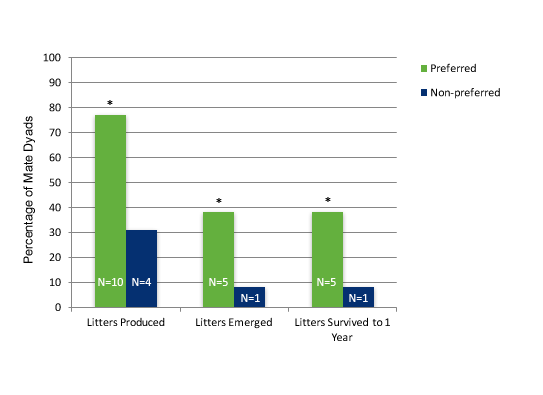 100
90
80
70
60
50
40
30
20
10
0
Percentage of Mate Dyads
*
*
*
N=10
N=4
N=5
N=1
N=5
N=1
Litters Produced
Litters Emerged
Litters Survived to 1
Year
Preferred
Non-preferred